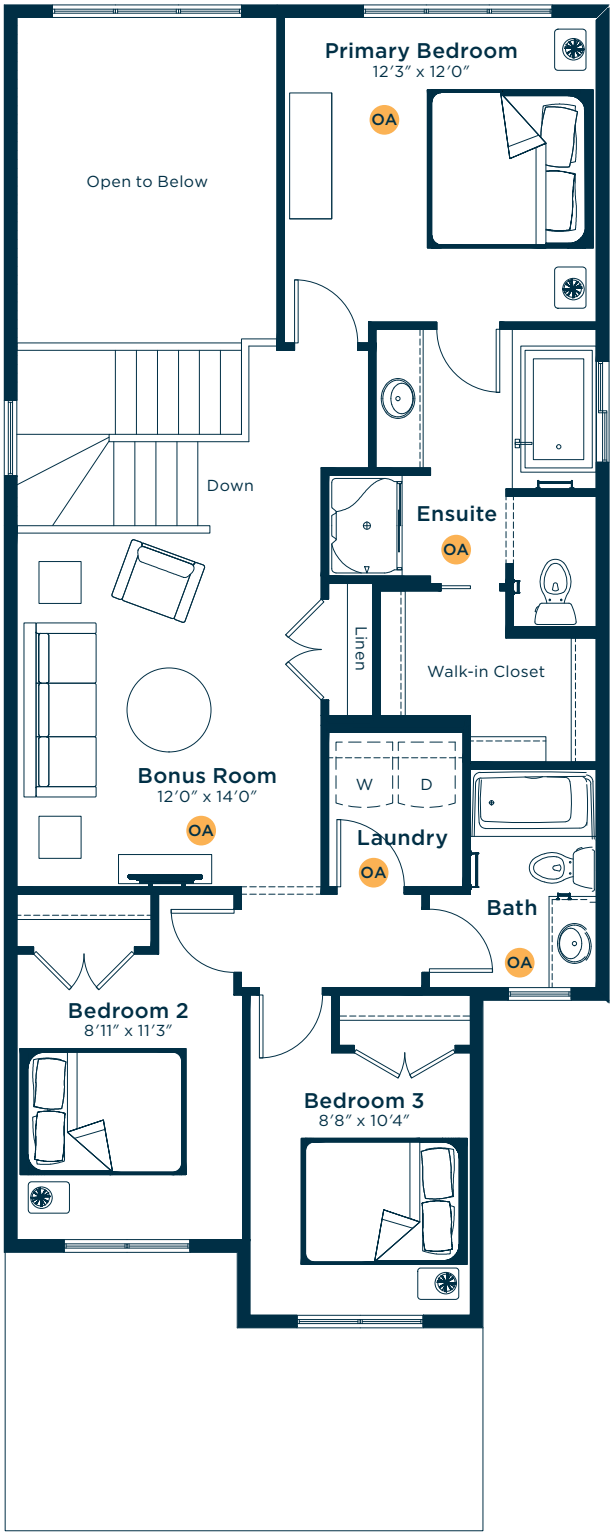 Primary Bedroom
12'3" x 12'0"
OA
Open to Below
Down
Ensuite
OA
Linen
Walk-in Closet
Bonus Room
12'0" x 14'0"
OA
W
D
Laundry
OA
Bath
OA
Bedroom 2
8'11" x 11'3"
Bedroom 3
8'8" x 10'4"